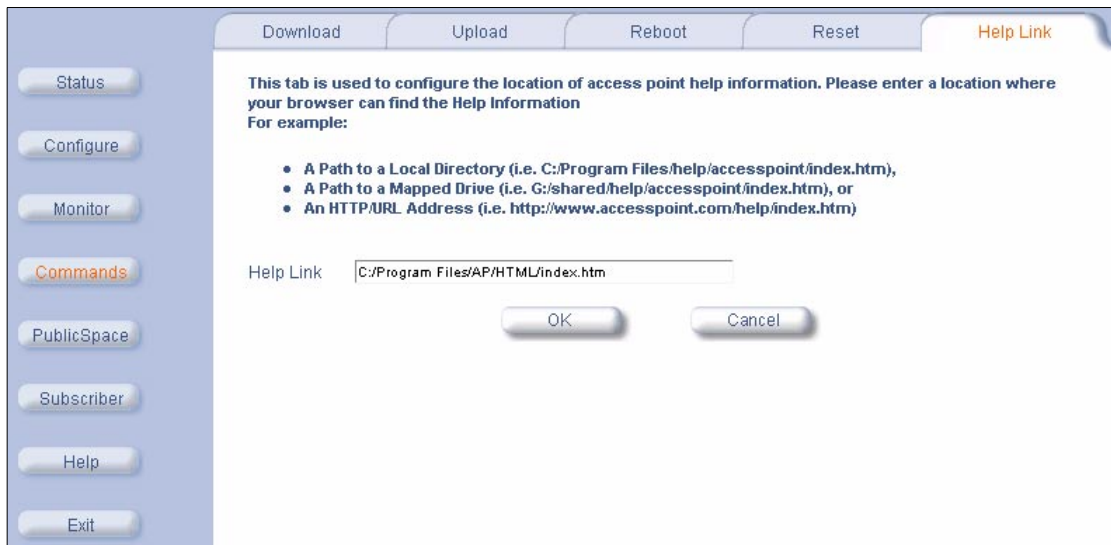 Download
Upload
Reboot
Reset
Help Link
Status
Configure
Monitor
Commands
PublicSpace
Subscriber
Help
Exit
This tab is used to configure the location of access point help information. Please enter a location where
your browser can find the Help Information
For example:
• A Path to a Local Directory (i.e. C:/Program Files/help/accesspoint/index.htm),
• A Path to a Mapped Drive (i.e. G:/shared/help/accesspoint/index.htm), or
• An HTTP/URL Address (i.e. http://www.accesspoint.com/help/index.htm)
Help Link C:/Program Files/AP/HTML/index.htm
OK
Cancel